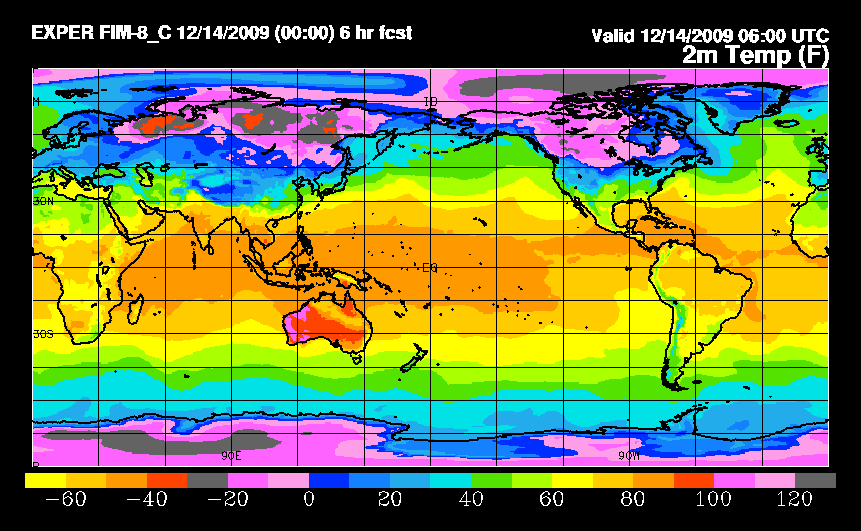 EXPER FIM-8_C 12/14/2009 (00:00) 6 hr fcst
Valid 12/14/2009 06:00 UTC
2m Temp (F)
30N
EQ
30S
90E 90W
-60 -40 -20 0 20 40 60 80 100 120